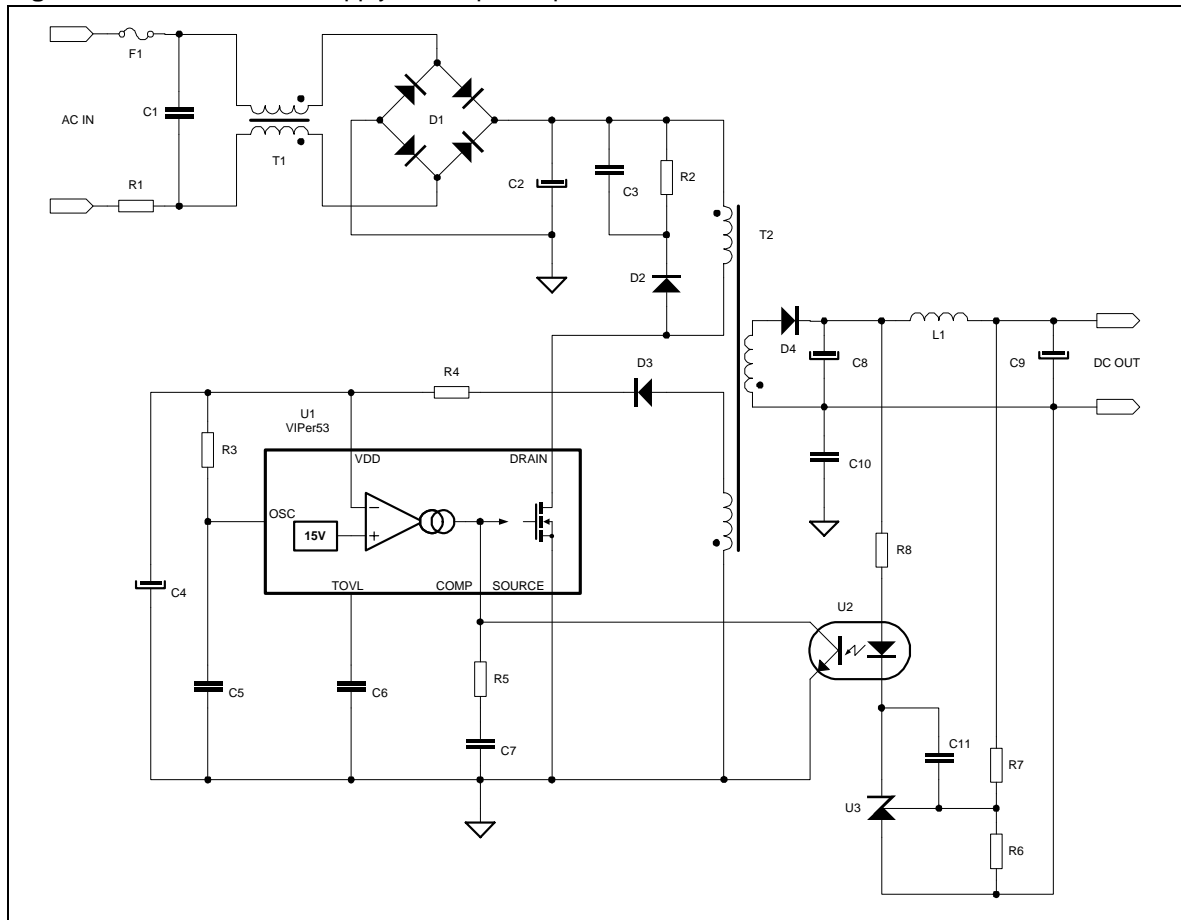 F1
C1
AC IN
T1
R1
D1
C2
C3
R2
T2
D2
D4
C8
L1
C9
DC OUT
D3
R4
U1
VIPer53
R3
VDD
DRAIN
C10
OSC
15V
R8
C4
TOVL
COMP
SOURCE
U2
R5
C5
C6
C7
C11
R7
U3
R6